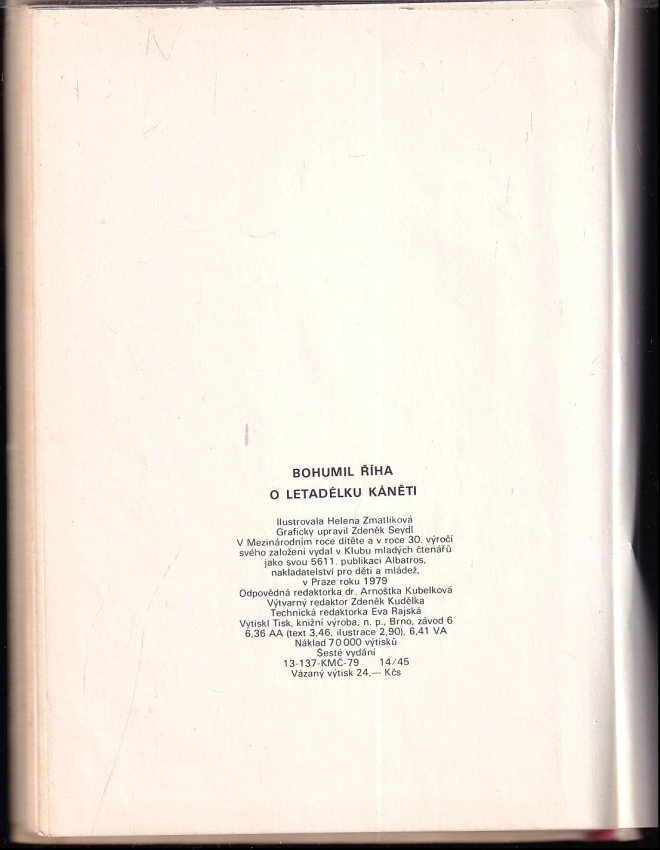 BOHUMIL ŘÍHA
O LETADÉLKU KÁNĚTI
Ilustrovala Helena Zmatlíková
Graficky upravil Zdeněk Seydl
V Mezinárodním roce dítěte a v roce 30. výročí
svého založení vydal v Klubu mladých čtenářů
jako svou 5611. publikaci Albatros,
nakladatelství pro děti a mládež,
v Praze roku 1979
Odpovědná redaktorka dr. Arnoštka Kubelková
Výtvarný redaktor Zdeněk Kudělka
Technická redaktorka Eva Rajská
Vytiskl Tisk, knižní výroba, n. p., Brno, závod 6
6,36 AA (text 3,46, ilustrace 2,90), 6,41 VA
Náklad 70 000 výtisků
Šesté vydání
13-137-KMČ-79 14/45
Vázaný výtisk 24,— Kčs